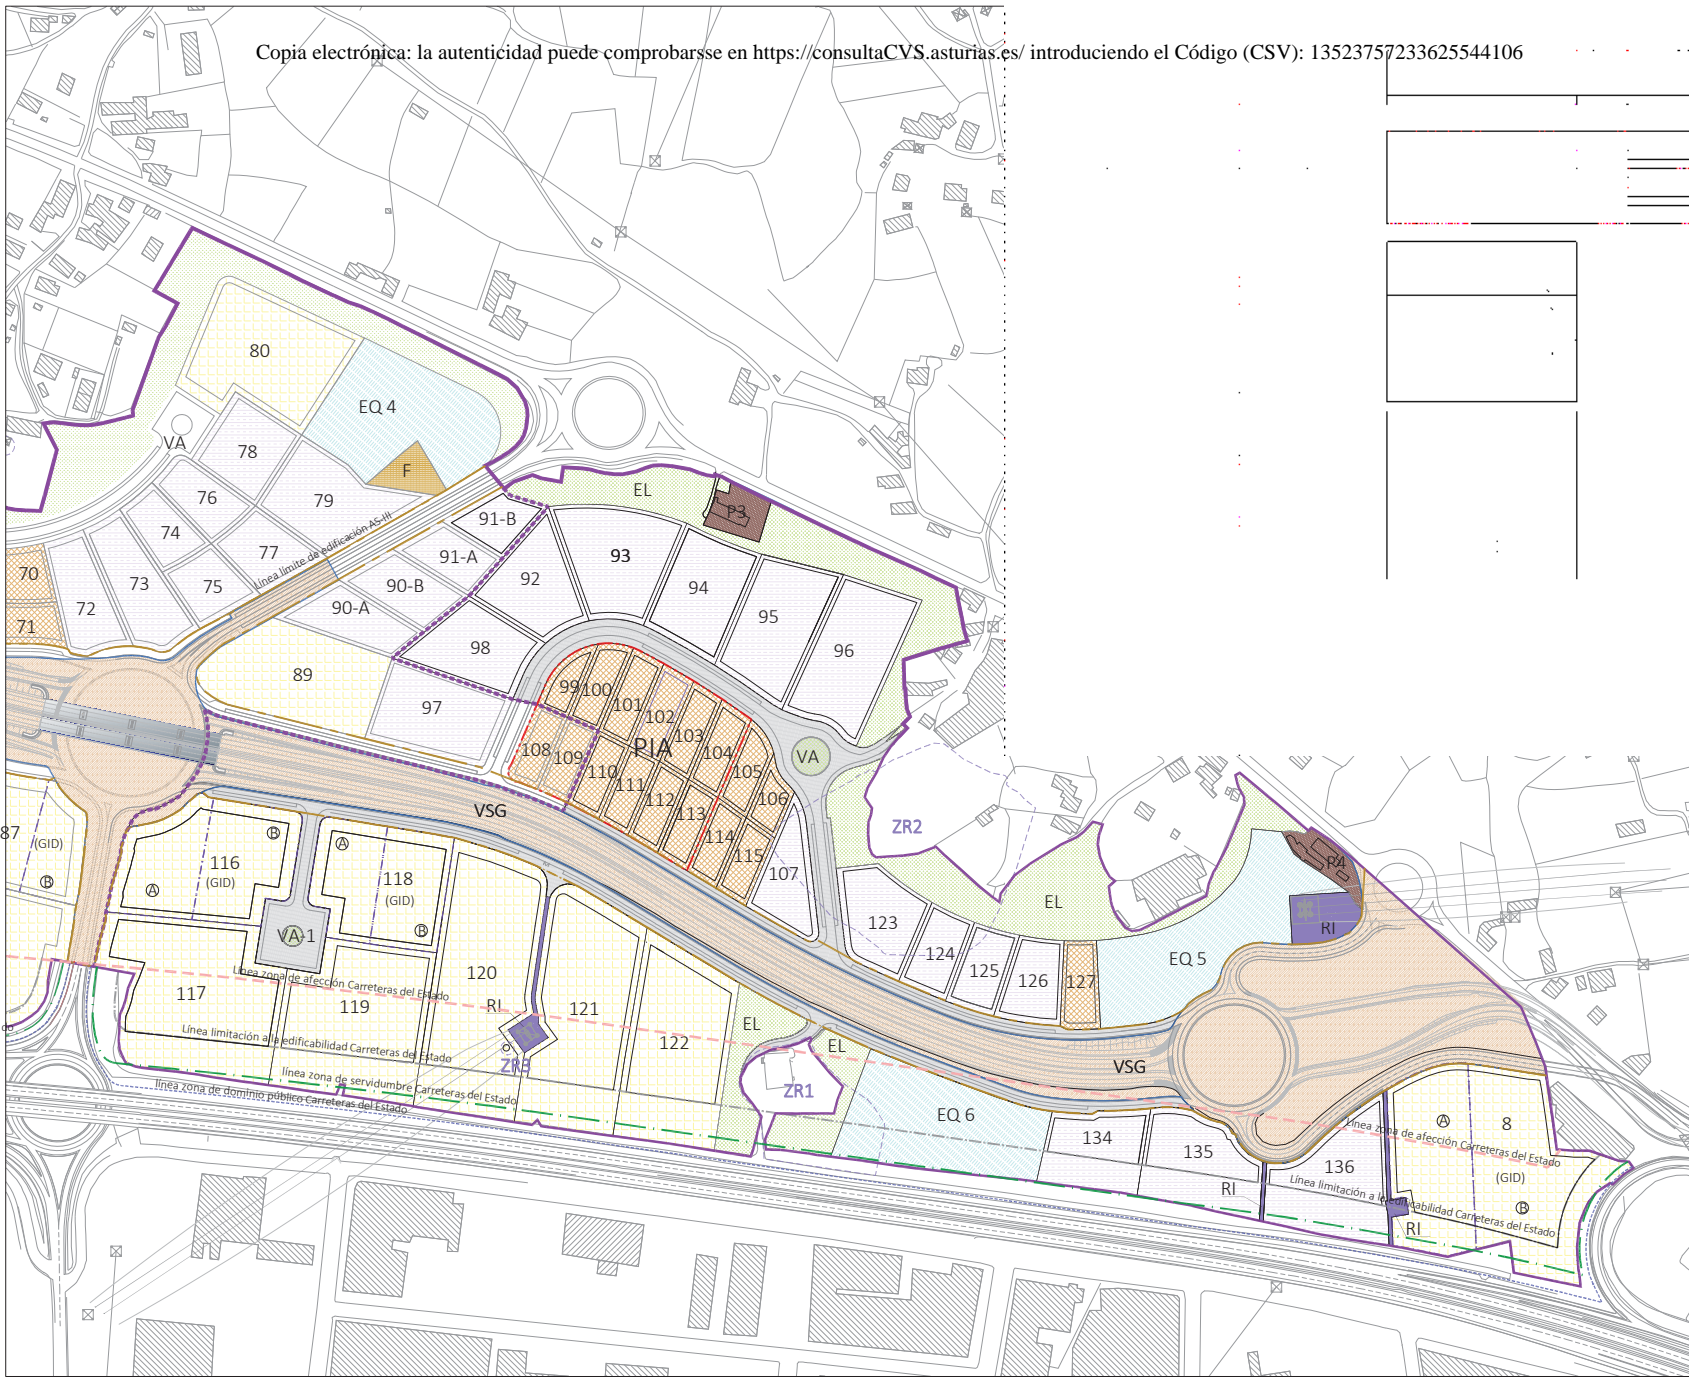 Copia electrónica: la autenticidad puede comprobarsse en https://consultaCVS.asturias.es/ introduciendo el Código (CSV): 13523757233625544106
80
EQ 4
VA
78
F
79
76
74
77
Línea límite de edificación AS-III
75
73
72
70
71
EL
P3
91-B
91-A
90-B
90-A
92
93
94
95
96
98
89
97
99
100
101
102
103
104
105
106
PIA
108
109
110
111
112
113
114
115
107
VA
VSG
ZR2
EL
P4
RI
EQ 5
87
(GID)
B
116
(GID)
A
B
118
(GID)
A
B
VA-1
117
119
120
121
122
123
124
125
126
127
Línea zona de afección Carreteras del Estado
RI
ZR3
Línea limitación a la edificabilidad Carreteras del Estado
línea zona de servidumbre Carreteras del Estado
línea zona de dominio público Carreteras del Estado
EL
EL
ZR1
EQ 6
VSG
134
135
136
RI
RI
8
(GID)
A
B
Línea zona de afección Carreteras del Estado
Línea limitación a la edificabilidad Carreteras del Estado